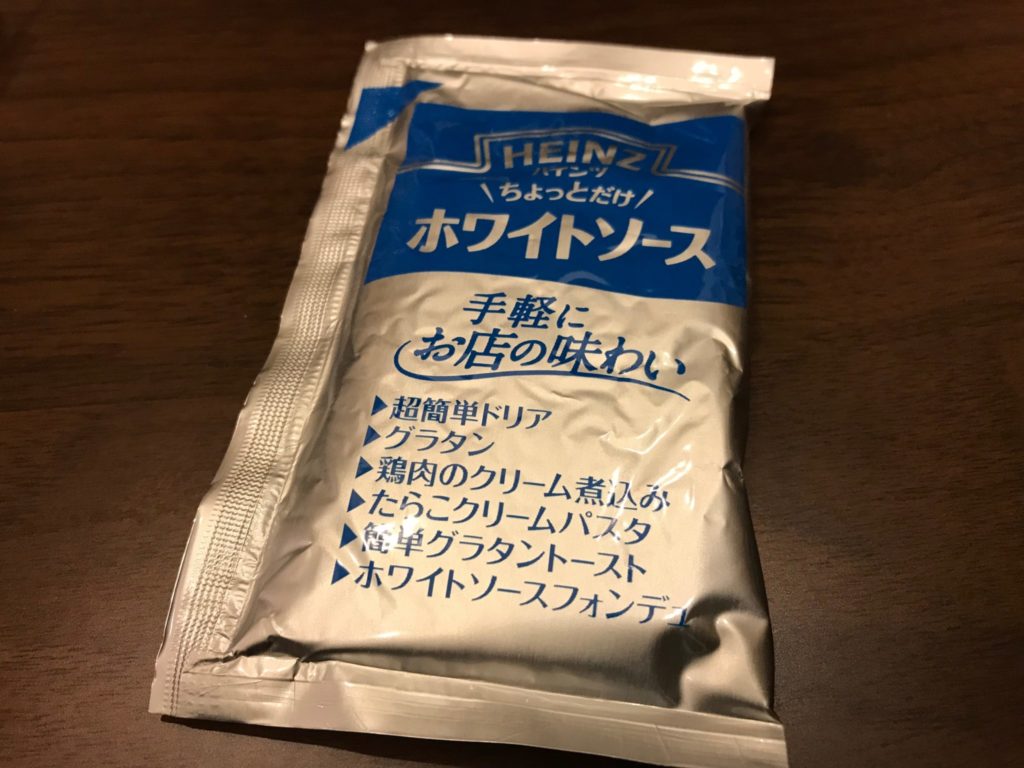 HEINZ
ハインツ
\ちょっとだけ/
ホワイトソース
手軽に
お店の味わい
▶超簡単ドリア
▶グラタン
▶鶏肉のクリーム煮込み
▶たらこクリームパスタ
▶簡単グラタントースト
▶ホワイトソースフォンデュ